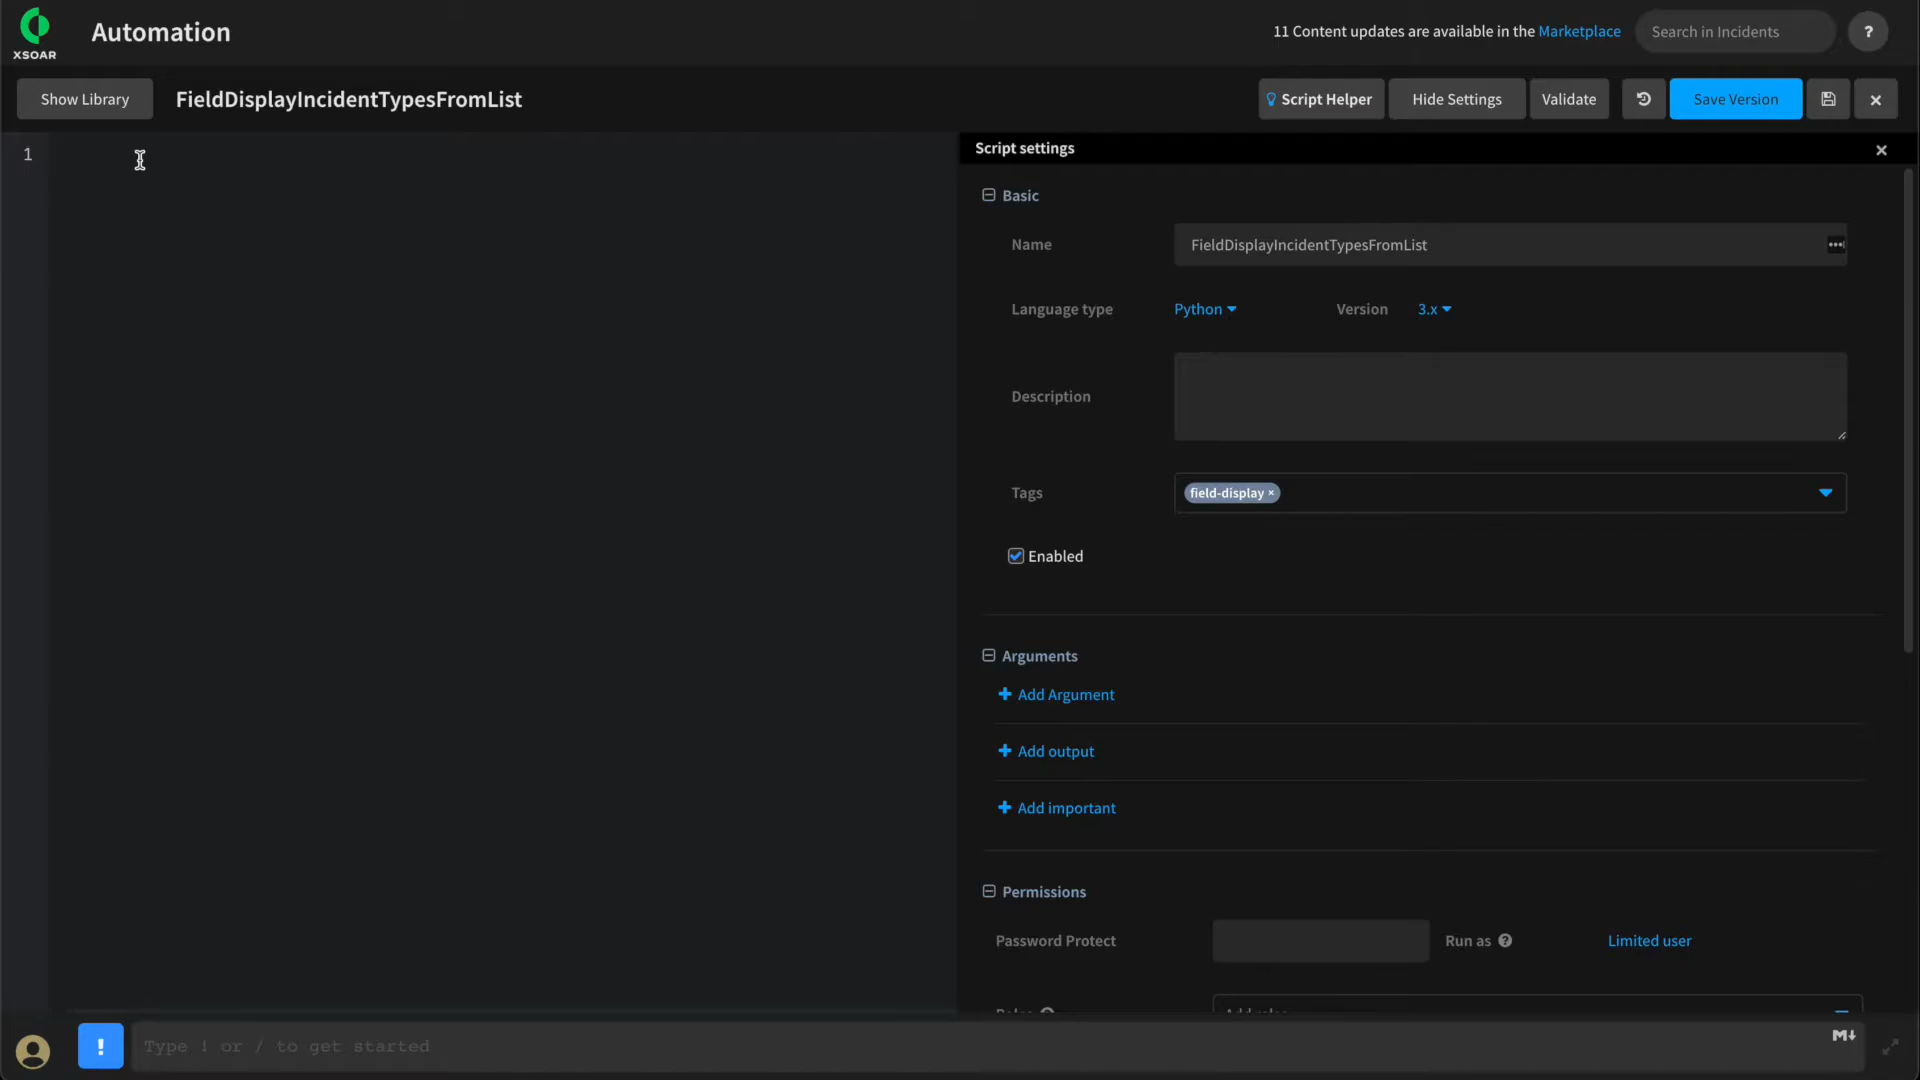 XSOAR
Automation
11 Content updates are available in the Marketplace
Search in Incidents
?
Show Library
FieldDisplayIncidentTypesFromList
Script Helper
Hide Settings
Validate
Save Version
1
Script settings
Basic
Name
FieldDisplayIncidentTypesFromList
Language type
Python
Version
3.x
Description
Tags
field-display ×
Enabled
Arguments
Add Argument
Add output
Add important
Permissions
Password Protect
Run as
Limited user
!
Type ! or / to get started
M↓